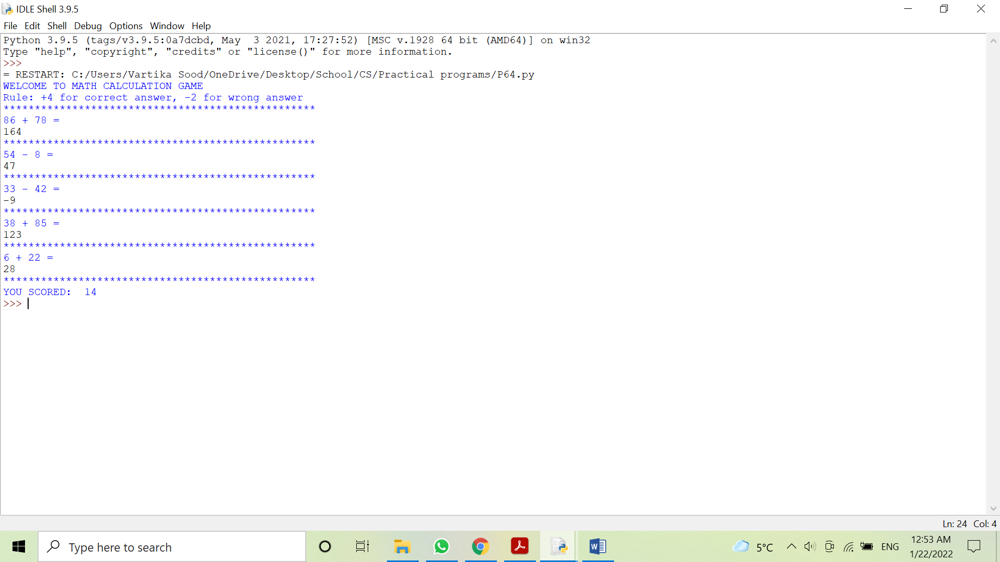 IDLE Shell 3.9.5
File Edit Shell Debug Options Window Help
Python 3.9.5 (tags/v3.9.5:0a7dcbd, May  3 2021, 17:27:52) [MSC v.1928 64 bit (AMD64)] on win32
Type "help", "copyright", "credits" or "license()" for more information.
>>>
= RESTART: C:/Users/Vartika Sood/OneDrive/Desktop/School/CS/Practical programs/P64.py
WELCOME TO MATH CALCULATION GAME
Rule: +4 for correct answer, -2 for wrong answer
**************************************************
86 + 78 =
164
**************************************************
54 - 8 =
47
**************************************************
33 - 42 =
-9
**************************************************
38 + 85 =
123
**************************************************
6 + 22 =
28
**************************************************
YOU SCORED:  14
>>>
Ln: 24 Col: 4
Type here to search
5°C
ENG
12:53 AM
1/22/2022